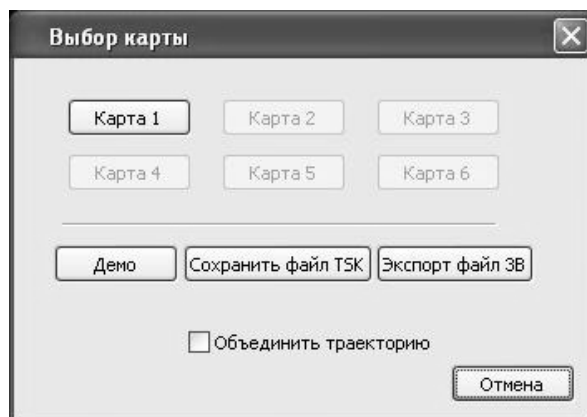 Выбор карты
Карта 1 Карта 2 Карта 3
Карта 4 Карта 5 Карта 6
Демо Сохранить файл TSK Экспорт файл ЗВ
Объединить траекторию
Отмена